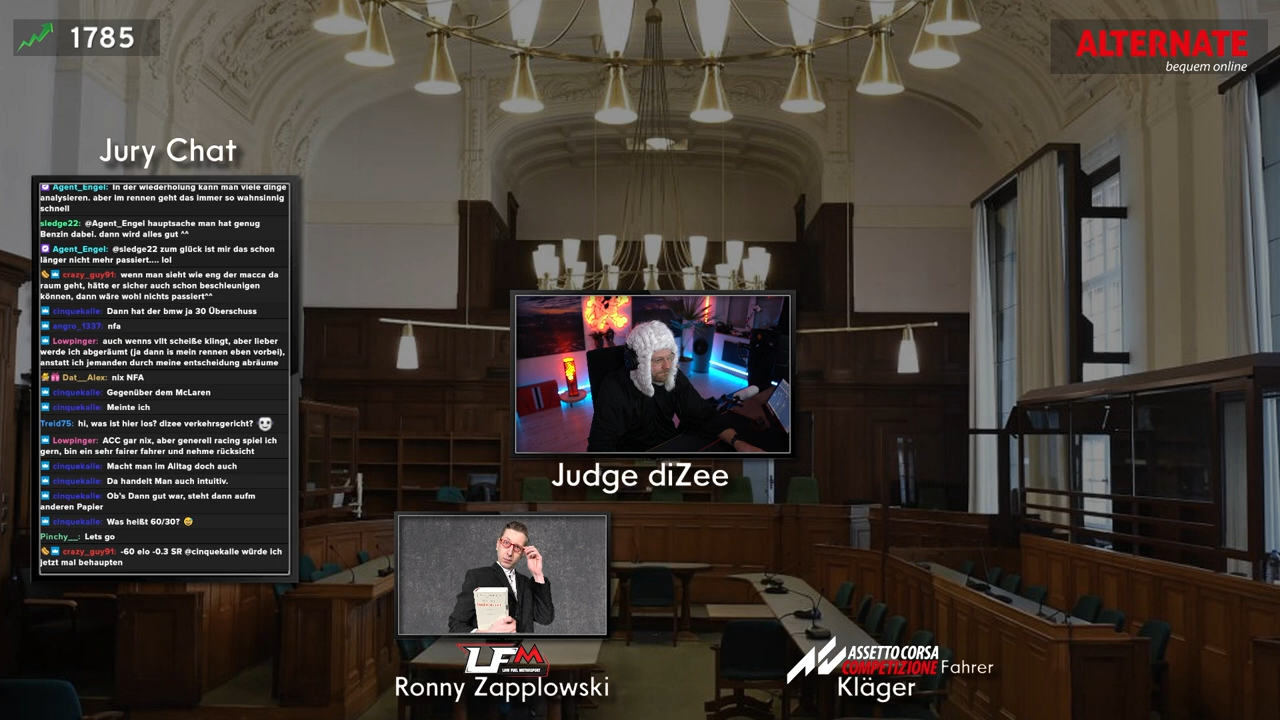 1785
ALTERNATE
bequem online
Jury Chat
Agent_Engel: In der wiederholung kann man viele dinge
analysieren. aber im rennen geht das immer so wahnsinnig
schnell
sledge22: @Agent_Engel hauptsache man hat genug
Benzin dabei. dann wird alles gut ^^
Agent_Engel: @sledge22 zum glück ist mir das schon
länger nicht mehr passiert.... lol
crazy_guy91: wenn man sieht wie eng der macca da
raum geht, hätte er sicher auch schon beschleunigen
können, dann wäre wohl nichts passiert^^
cinquekalle: Dann hat der bmw ja 30 Überschuss
angro_1337: nfa
Lowpinger: auch wenns vllt scheiße klingt, aber lieber
werde ich abgeräumt (ja dann is mein rennen eben vorbei),
anstatt ich jemanden durch meine entscheidung abräume
Dat__Alex: nix NFA
cinquekalle: Gegenüber dem McLaren
cinquekalle: Meinte ich
Treid75: hi, was ist hier los? dizee verkehrsgericht?
Lowpinger: ACC gar nix, aber generell racing spiel ich
gern, bin ein sehr fairer fahrer und nehme rücksicht
cinquekalle: Macht man im Alltag doch auch
cinquekalle: Da handelt Man auch intuitiv.
cinquekalle: Ob's Dann gut war, steht dann aufm
anderen Papier
cinquekalle: Was heißt 60/30?
Pinchy__: Lets go
crazy_guy91: -60 elo -0.3 SR @cinquekalle würde ich
jetzt mal behaupten
Judge diZee
LFM
LOW FUEL MOTORSPORT
Ronny Zapplowski
ASSETTO CORSA
COMPETIZIONE Fahrer
Kläger